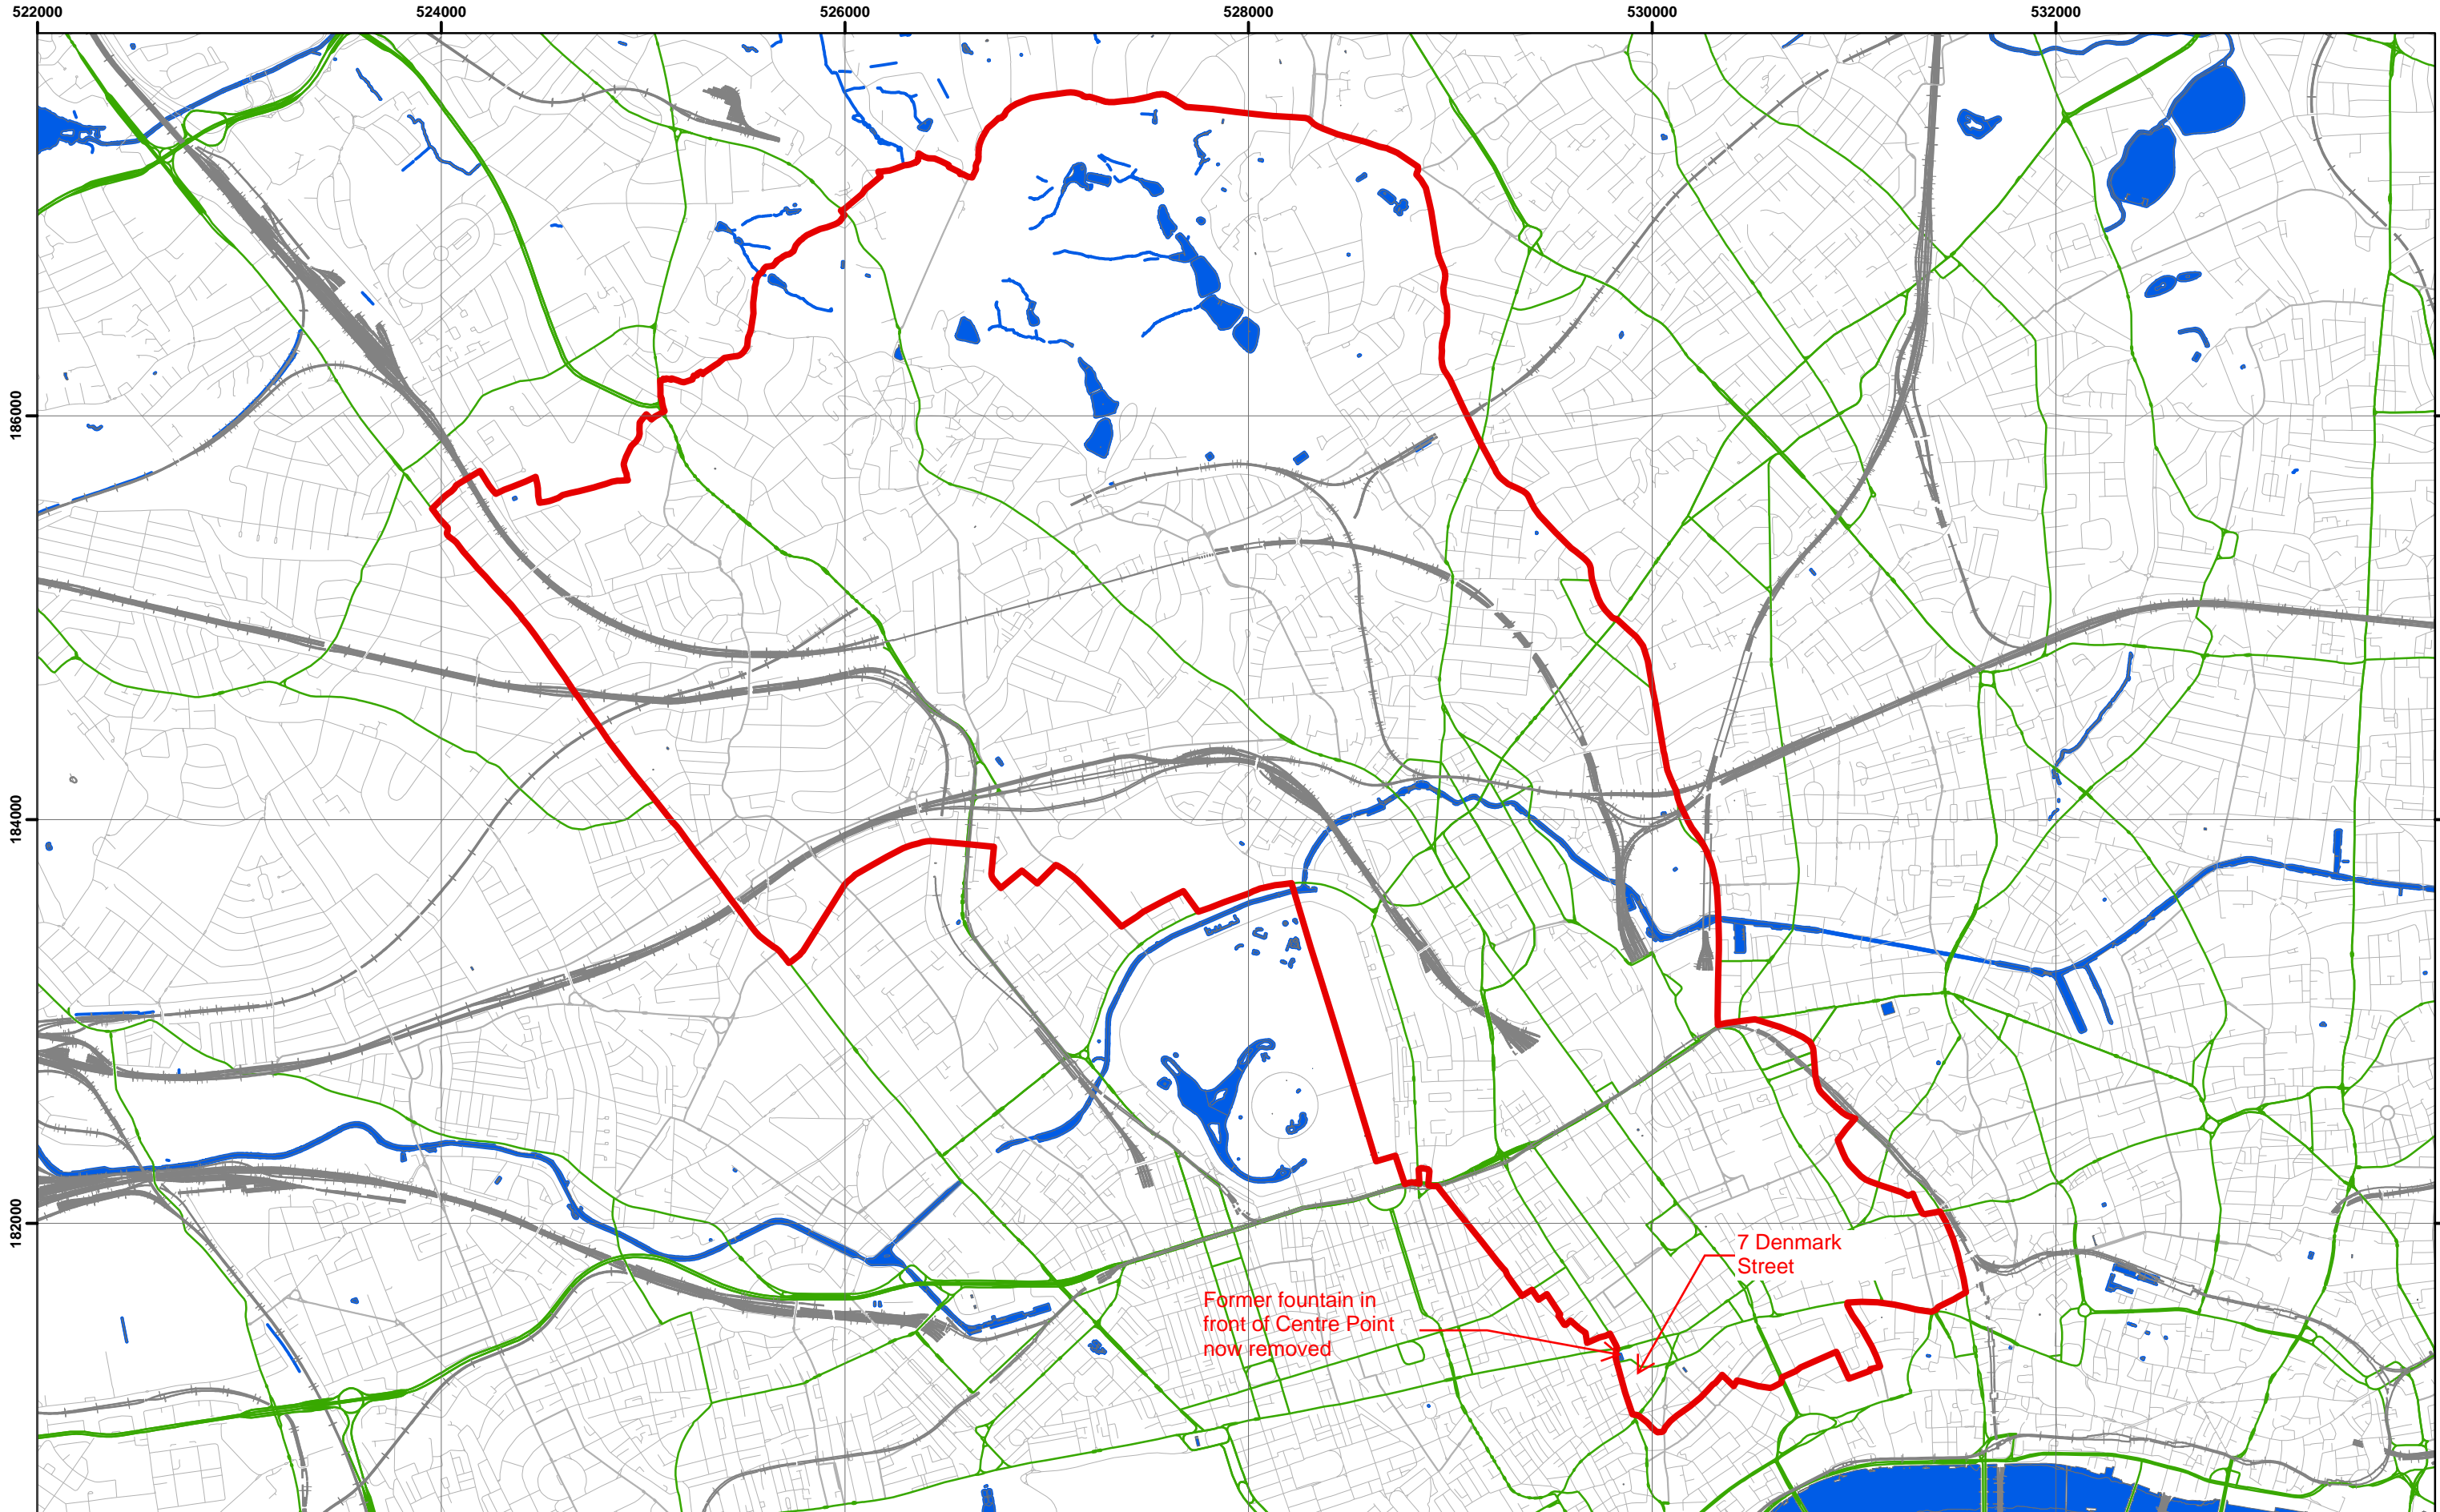 522000
524000
526000
528000
530000
532000
186000
184000
182000
7 Denmark
Street
Former fountain in
front of Centre Point
now removed